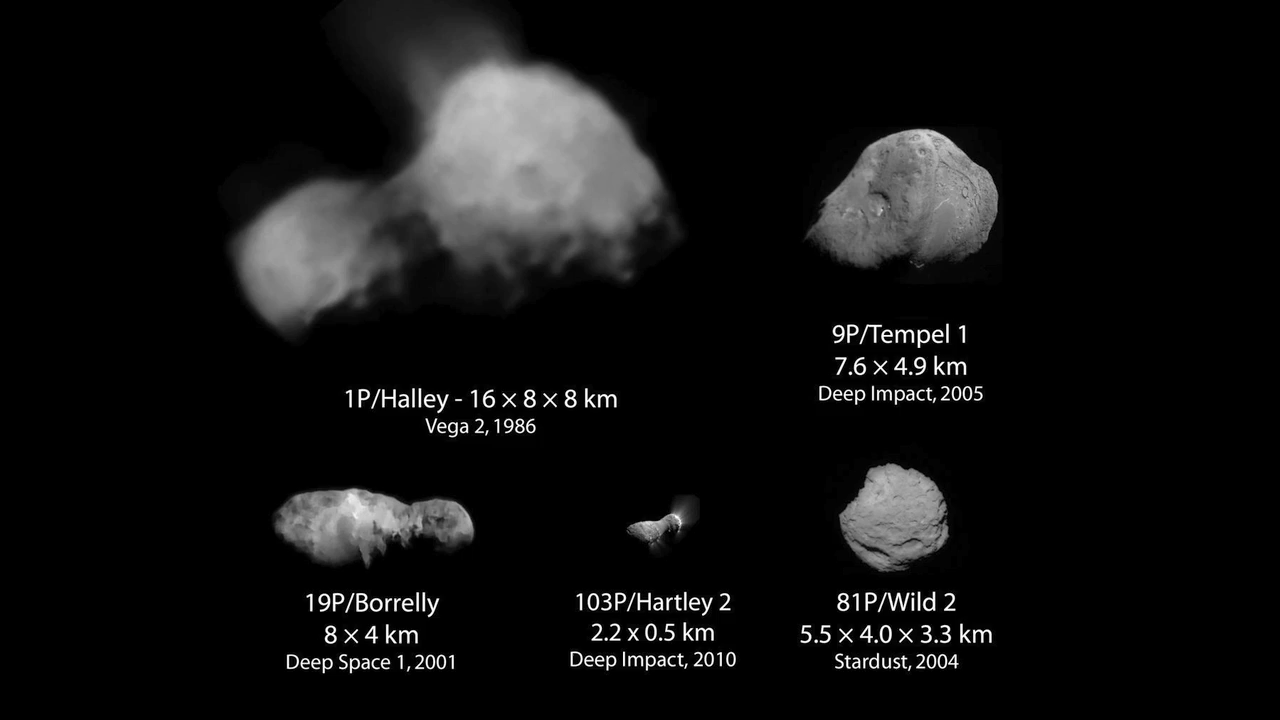 1P/Halley - 16 × 8 × 8 km
Vega 2, 1986
9P/Tempel 1
7.6 × 4.9 km
Deep Impact, 2005
19P/Borrelly
8 × 4 km
Deep Space 1, 2001
103P/Hartley 2
2.2 x 0.5 km
Deep Impact, 2010
81P/Wild 2
5.5 × 4.0 × 3.3 km
Stardust, 2004